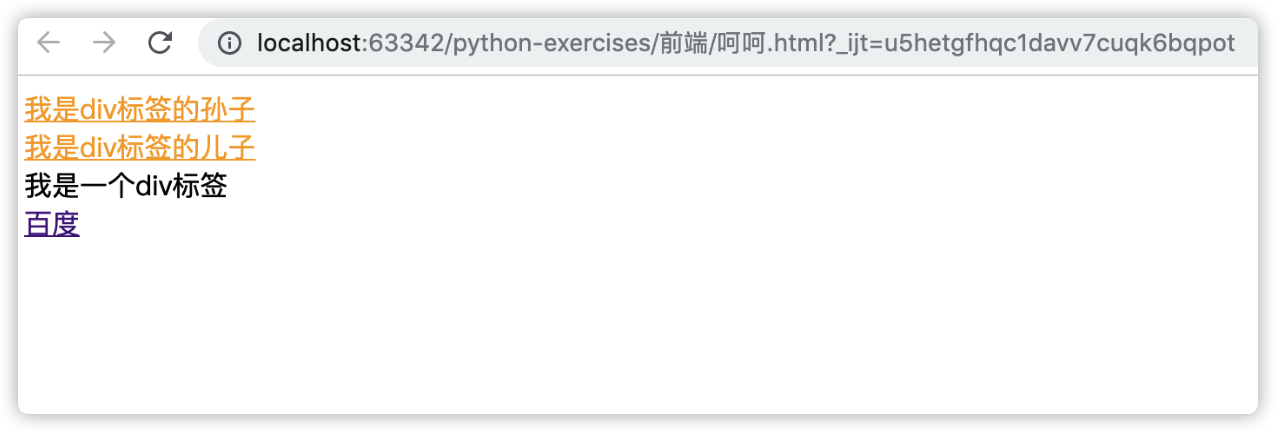 localhost:63342/python-exercises/前端/呵呵.html?_ijt=u5hetgfhqc1davv7cuqk6bqpot
我是div标签的孙子
我是div标签的儿子
我是一个div标签
百度